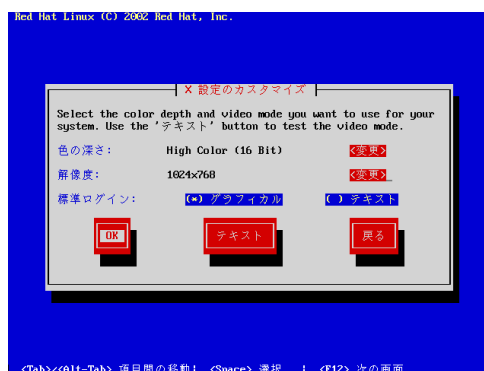 Red Hat Linux (C) 2002 Red Hat, Inc.
X 設定のカスタマイズ
Select the color depth and video mode you want to use for your
system. Use the 'テキスト' button to test the video mode.
色の深さ: High Color (16 Bit) <変更>
解像度: 1024x768 <変更>_
標準ログイン: (*) グラフィカル ( ) テキスト
OK テキスト 戻る
<Tab>/<Alt-Tab> 項目間の移動¦ <Space> 選択 ¦ <F12> 次の画面